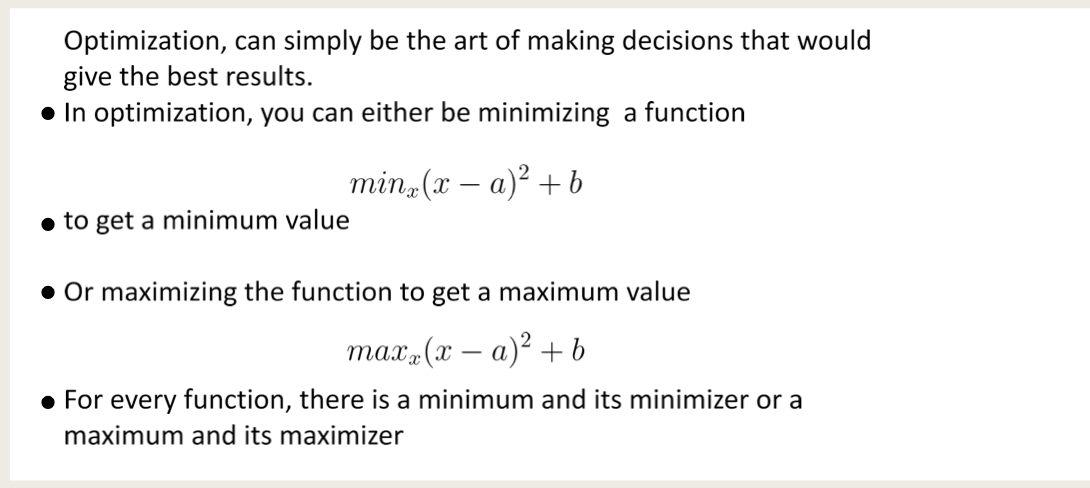 Optimization, can simply be the art of making decisions that would
give the best results.
● In optimization, you can either be minimizing a function
minₓ(x − a)² + b
● to get a minimum value
● Or maximizing the function to get a maximum value
maxₓ(x − a)² + b
● For every function, there is a minimum and its minimizer or a
maximum and its maximizer